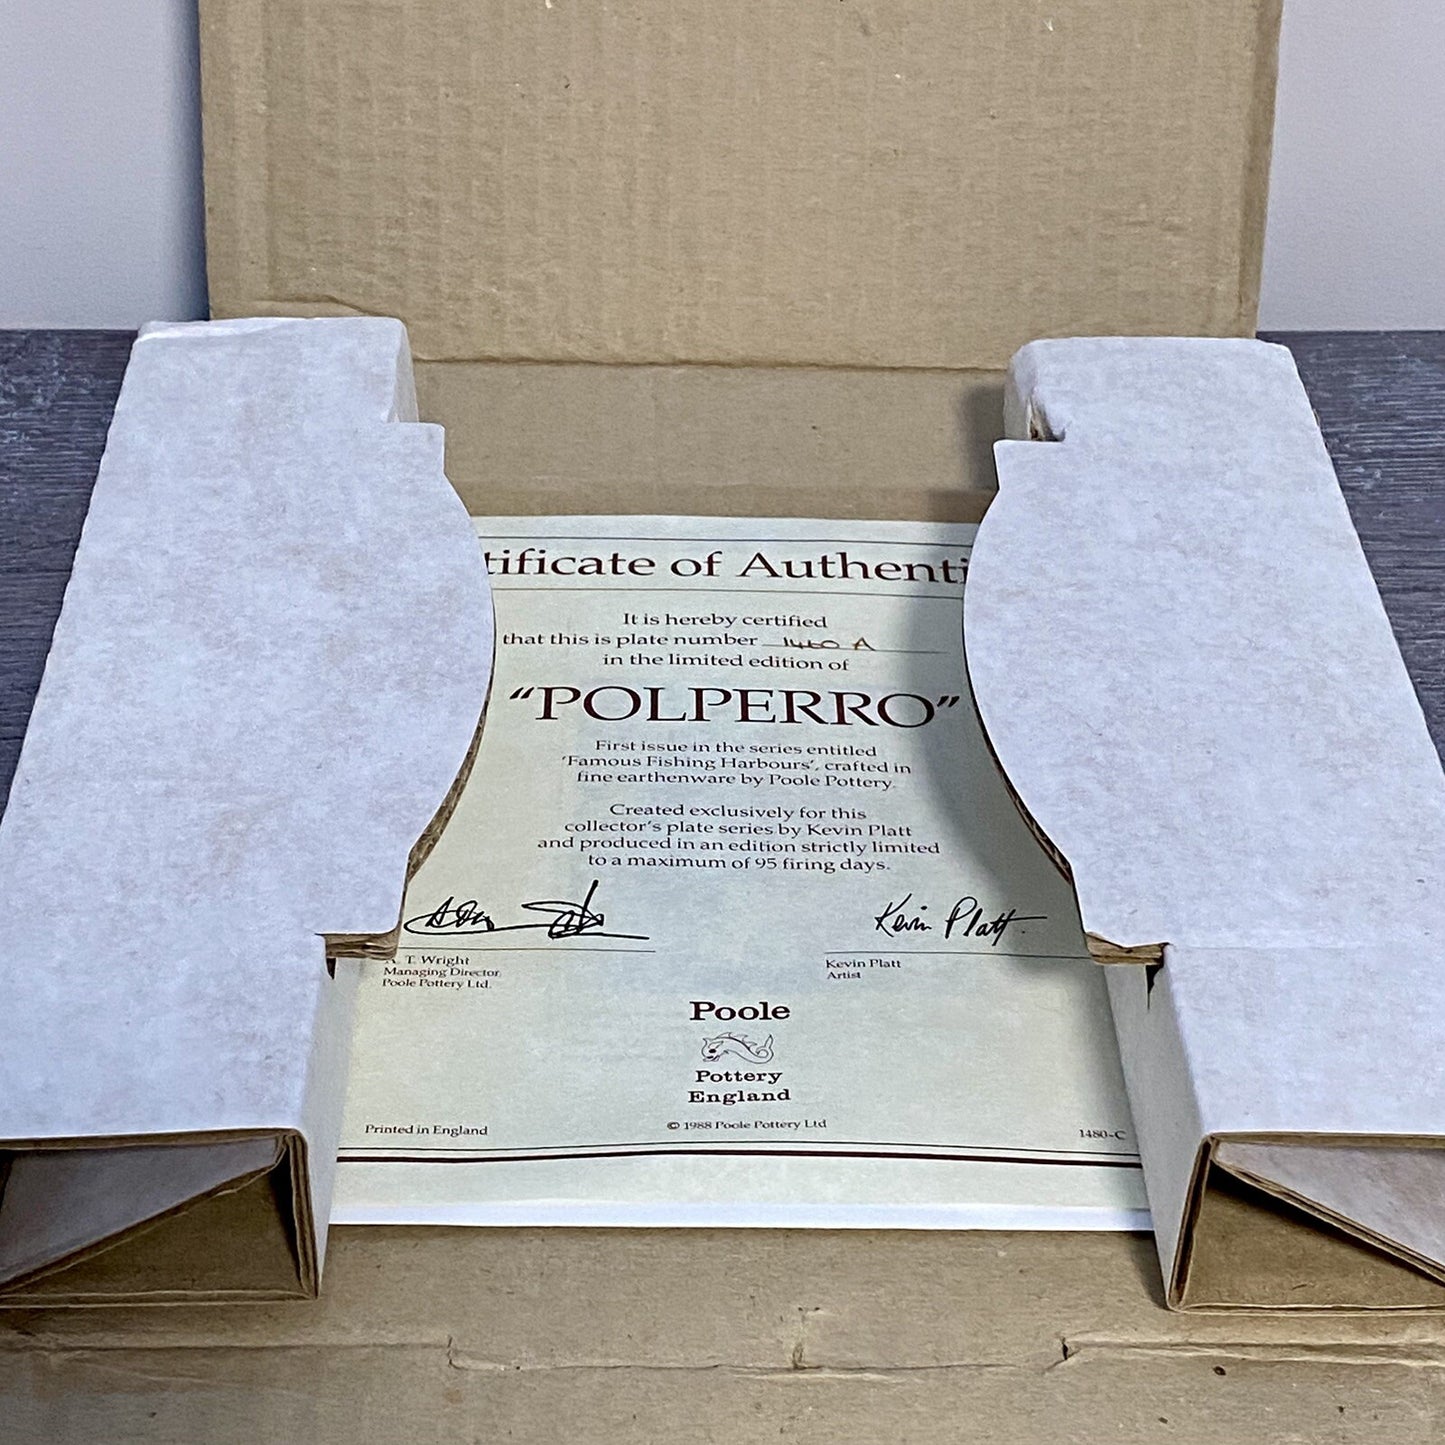 tificate of Authenti
It is hereby certified
that this is plate number 1460 A
in the limited edition of
“POLPERRO”
First issue in the series entitled
‘Famous Fishing Harbours’, crafted in
fine earthenware by Poole Pottery.
Created exclusively for this
collector’s plate series by Kevin Platt
and produced in an edition strictly limited
to a maximum of 95 firing days.
Kevin Platt
A. T. Wright
Managing Director,
Poole Pottery Ltd.
Kevin Platt
Artist
Poole
Pottery
England
Printed in England
© 1988 Poole Pottery Ltd
1480-C